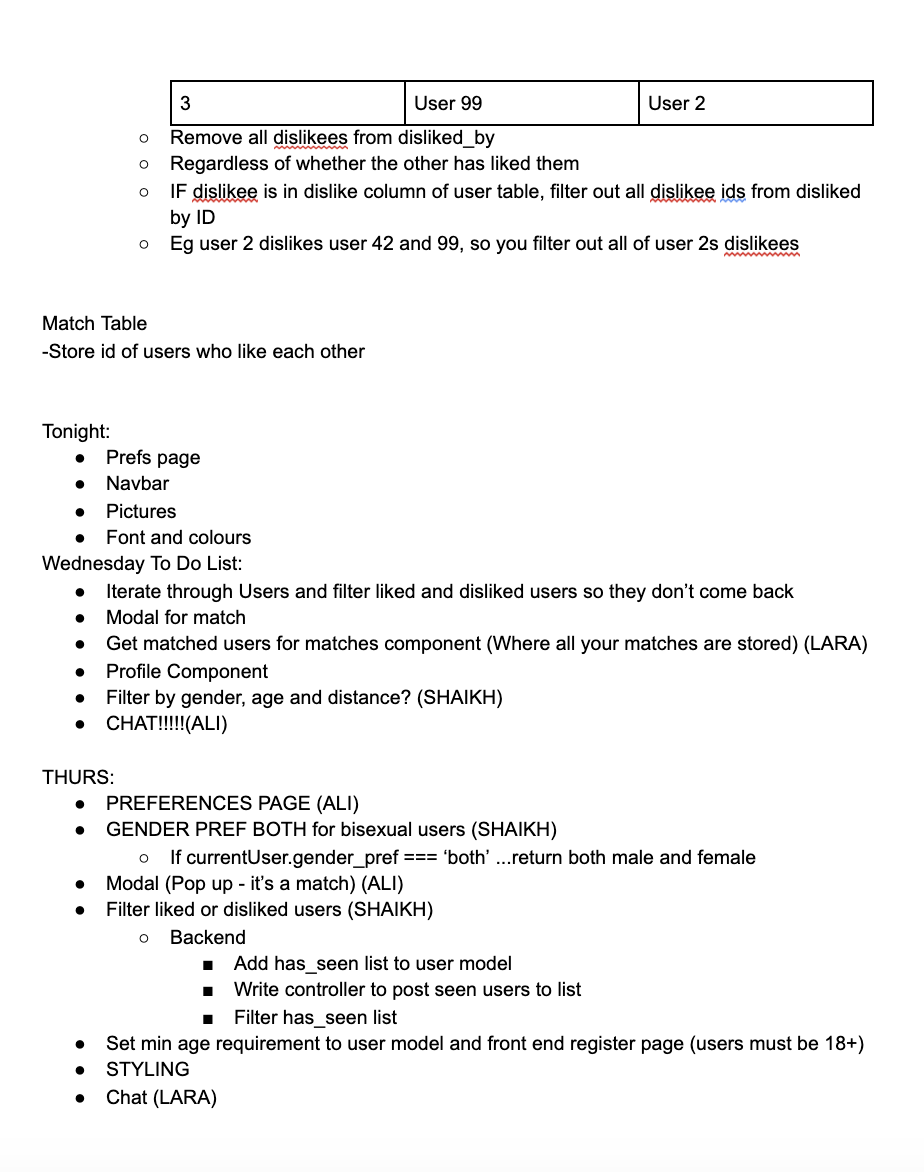 3 User 99 User 2
○ Remove all dislikees from disliked_by
○ Regardless of whether the other has liked them
○ IF dislikee is in dislike column of user table, filter out all dislikee ids from disliked
by ID
○ Eg user 2 dislikes user 42 and 99, so you filter out all of user 2s dislikees
Match Table
-Store id of users who like each other
Tonight:
● Prefs page
● Navbar
● Pictures
● Font and colours
Wednesday To Do List:
● Iterate through Users and filter liked and disliked users so they don’t come back
● Modal for match
● Get matched users for matches component (Where all your matches are stored) (LARA)
● Profile Component
● Filter by gender, age and distance? (SHAIKH)
● CHAT!!!!!(ALI)
THURS:
● PREFERENCES PAGE (ALI)
● GENDER PREF BOTH for bisexual users (SHAIKH)
○ If currentUser.gender_pref === ‘both’ ...return both male and female
● Modal (Pop up - it’s a match) (ALI)
● Filter liked or disliked users (SHAIKH)
○ Backend
■ Add has_seen list to user model
■ Write controller to post seen users to list
■ Filter has_seen list
● Set min age requirement to user model and front end register page (users must be 18+)
● STYLING
● Chat (LARA)